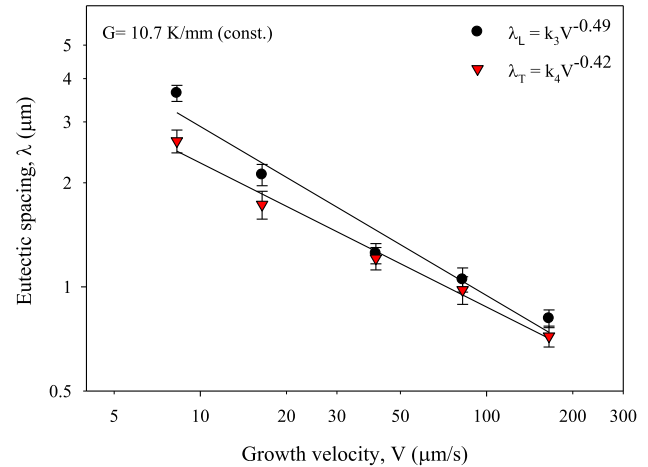 G= 10.7 K/mm (const.)
λL = k3V-0.49
λT = k4V-0.42
5
4
3
2
1
0.5
Eutectic spacing, λ (μm)
5 10 20 30 50 100 200 300
Growth velocity, V (μm/s)